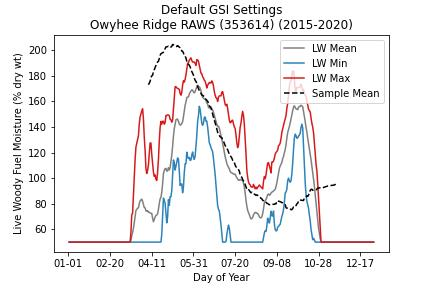 Default GSI Settings
Owyhee Ridge RAWS (353614) (2015-2020)
Live Woody Fuel Moisture (% dry wt)
200
180
160
140
120
100
80
60
LW Mean
LW Min
LW Max
Sample Mean
01-01 02-20 04-11 05-31 07-20 09-08 10-28 12-17
Day of Year